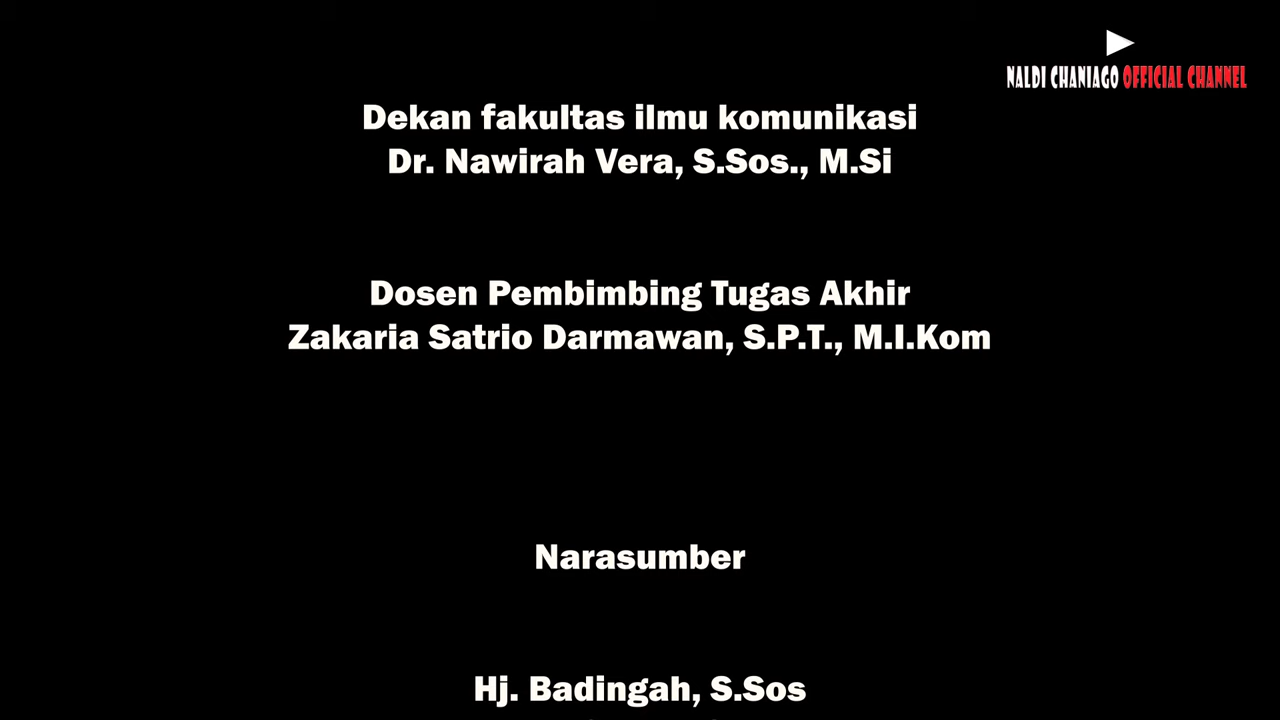 NALDI CHANIAGO OFFICIAL CHANNEL
Dekan fakultas ilmu komunikasi
Dr. Nawirah Vera, S.Sos., M.Si
Dosen Pembimbing Tugas Akhir
Zakaria Satrio Darmawan, S.P.T., M.I.Kom
Narasumber
Hj. Badingah, S.Sos